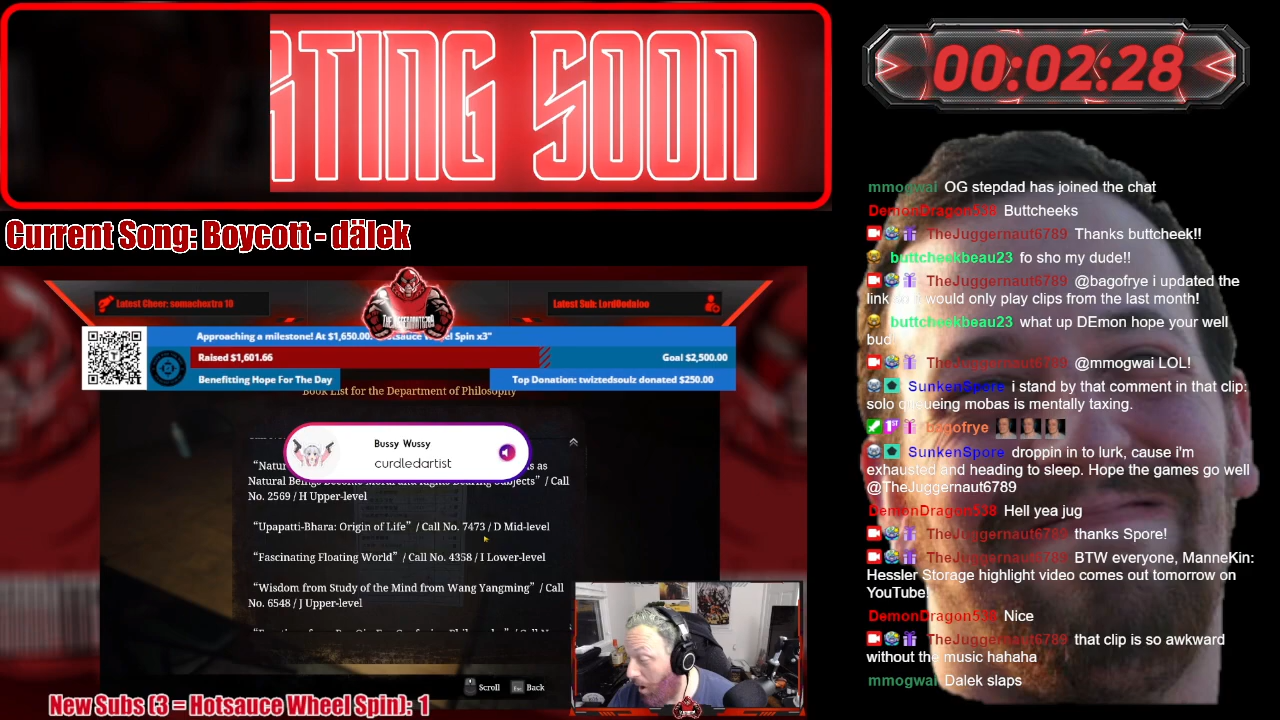 TING SOON
00:02:28
Current Song: Boycott - dälek
Latest Cheer: somachextra 10
Latest Sub: LordOodaloo
THEJUGGERNAUT6789
Approaching a milestone! At $1,650.00: Wheel Spin x3"
Raised $1,601.66
Goal $2,500.00
Benefitting Hope For The Day
Top Donation: twiztedsoulz donated $250.00
Book List for the Department of Philosophy
Bussy Wussy
curdledartist
Natural Beings Become Moral and Rights Bearing Subjects” / Call
No. 2569 / H Upper-level
“Upapatti-Bhara: Origin of Life” / Call No. 7473 / D Mid-level
“Fascinating Floating World” / Call No. 4358 / I Lower-level
“Wisdom from Study of the Mind from Wang Yangming” / Call
No. 6548 / J Upper-level
Scroll
Back
New Subs (3 = Hotsauce Wheel Spin): 1
mmogwai OG stepdad has joined the chat
DemonDragon538 Buttcheeks
TheJuggernaut6789 Thanks buttcheek!!
buttcheekbeau23 fo sho my dude!!
TheJuggernaut6789 @bagofrye i updated the
link so it would only play clips from the last month!
buttcheekbeau23 what up DEmon hope your well
bud
TheJuggernaut6789 @mmogwai LOL!
SunkenSpore i stand by that comment in that clip:
solo queueing mobas is mentally taxing.
1ST Bagofrye
SunkenSpore droppin in to lurk, cause i'm
exhausted and heading to sleep. Hope the games go well
@TheJuggernaut6789
DemonDragon538 Hell yea jug
TheJuggernaut6789 thanks Spore!
TheJuggernaut6789 BTW everyone, ManneKin:
Hessler Storage highlight video comes out tomorrow on
YouTube!
DemonDragon538 Nice
TheJuggernaut6789 that clip is so awkward
without the music hahaha
mmogwai Dalek slaps